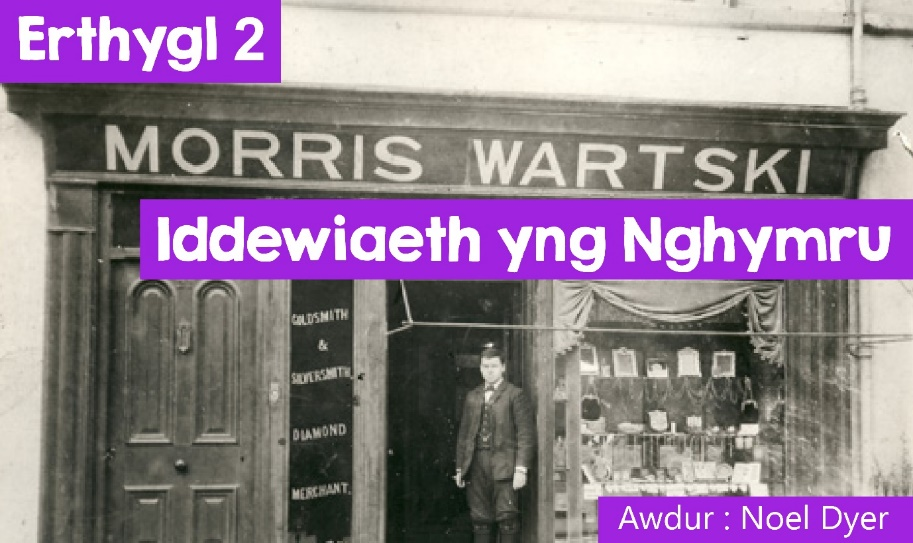 Erthygl 2
MORRIS WARTSKI
Iddewiaeth yng Nghymru
GOLDSMITH
&
SILVERSMITH,
DIAMOND
MERCHANT.
Awdur : Noel Dyer